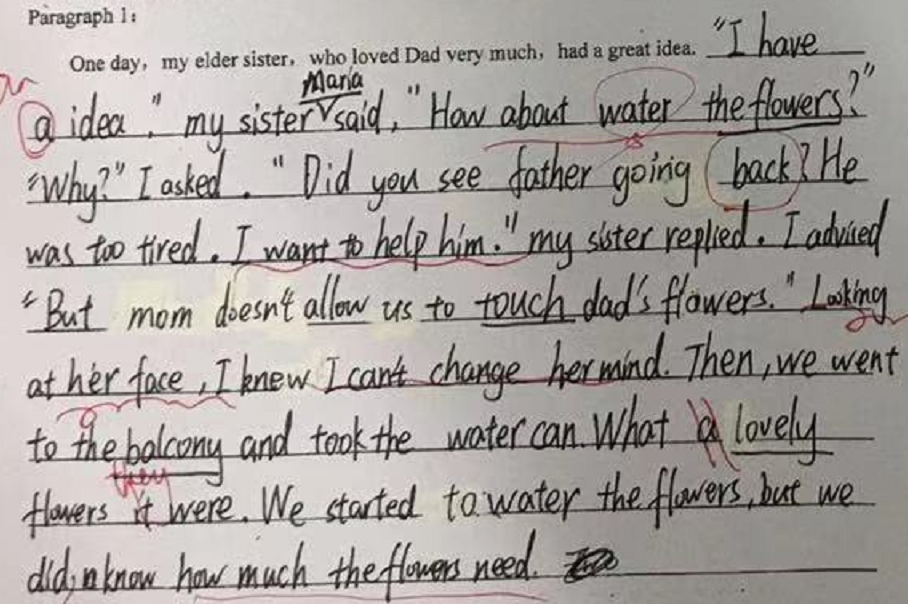 Paragraph 1:
One day, my elder sister, who loved Dad very much, had a great idea. "I have
an
Maria
a idea," my sister said, "How about water the flowers?"
"Why?" I asked. "Did you see father going back? He
was too tired. I want to help him." my sister replied. I advised
"But mom doesn't allow us to touch dad's flowers." Looking
at her face, I knew I can't change her mind. Then, we went
to the balcony and took the water can. What a lovely
they
flowers it were. We started to water the flowers, but we
did,n know how much the flowers need.